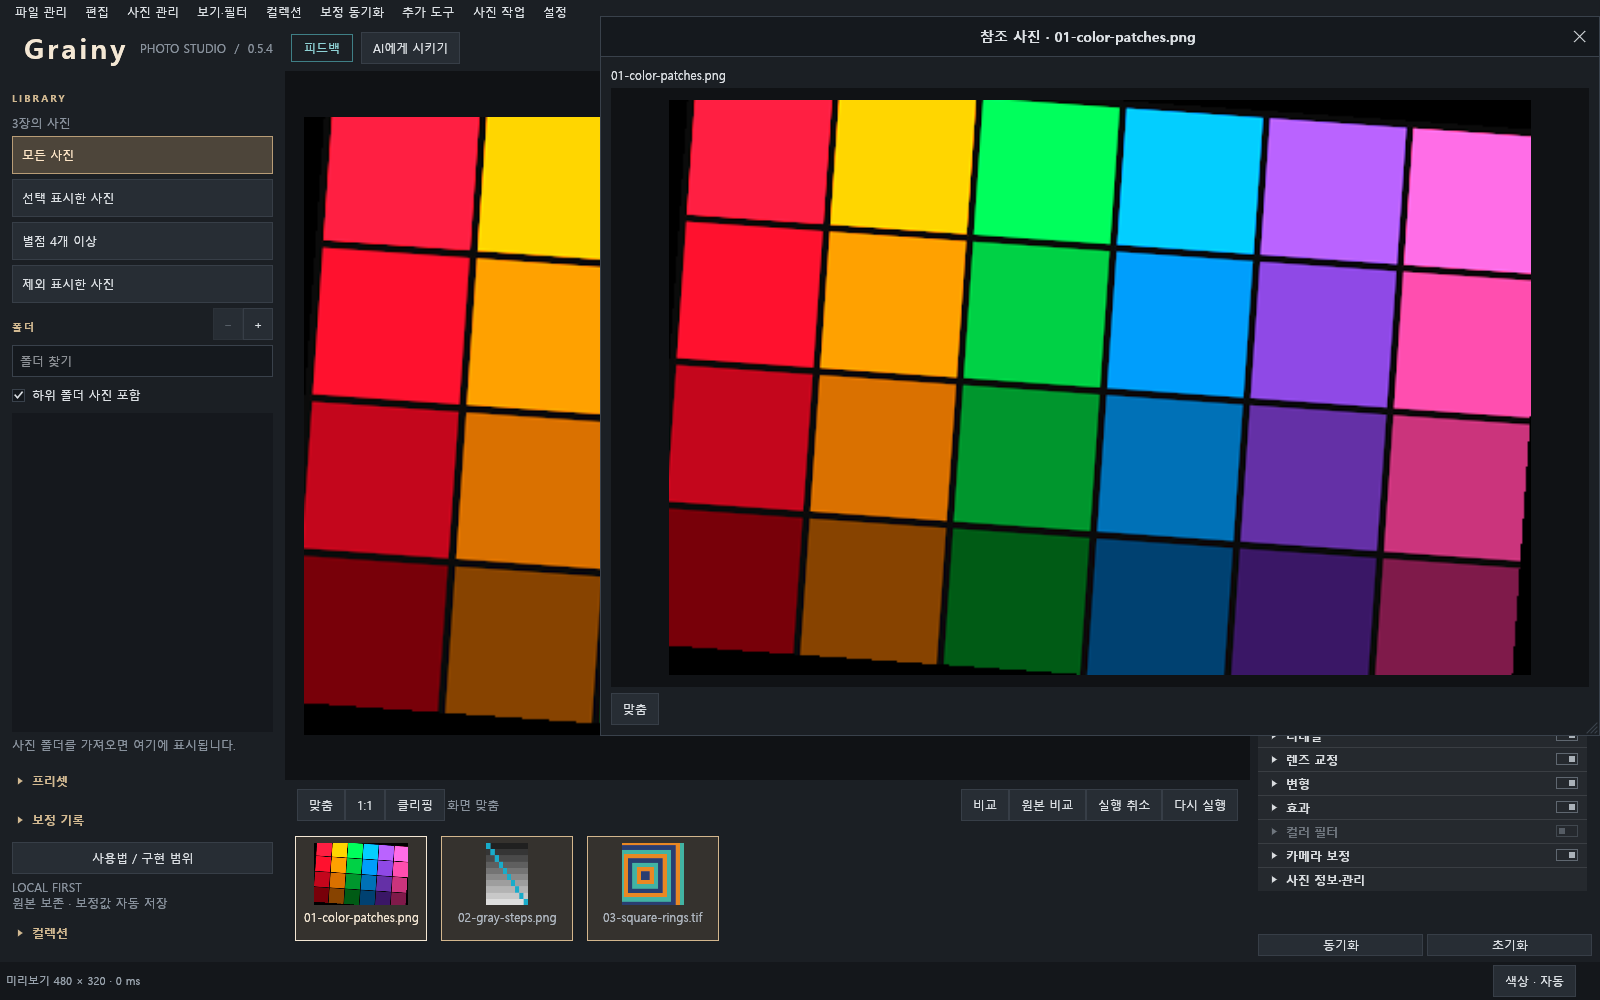 파일 관리 편집 사진 관리 보기·필터 컬렉션 보정 동기화 추가 도구 사진 작업 설정
Grainy PHOTO STUDIO / 0.5.4 피드백 AI에게 시키기
참조 사진 · 01-color-patches.png
01-color-patches.png
LIBRARY
3장의 사진
모든 사진
선택 표시한 사진
별점 4개 이상
제외 표시한 사진
폴더 − +
폴더 찾기
하위 폴더 사진 포함
사진 폴더를 가져오면 여기에 표시됩니다.
프리셋
보정 기록
사용법 / 구현 범위
LOCAL FIRST
원본 보존 · 보정값 자동 저장
컬렉션
맞춤
맞춤 1:1 클리핑 화면 맞춤 비교 원본 비교 실행 취소 다시 실행
01-color-patches.png 02-gray-steps.png 03-square-rings.tif
렌즈 교정
변형
효과
컬러 필터
카메라 보정
사진 정보·관리
동기화 초기화
미리보기 480 × 320 · 0 ms 색상 · 자동